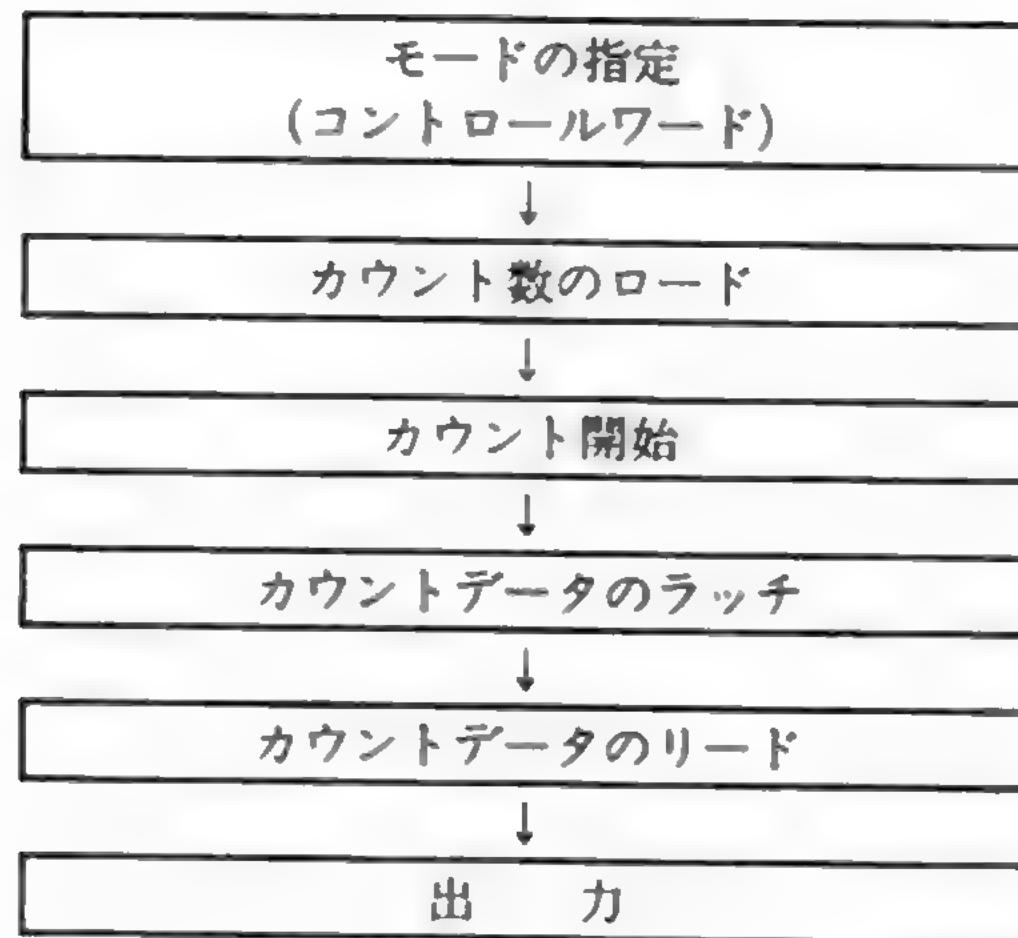 モードの指定
(コントロールワード)
↓
カウント数のロード
↓
カウント開始
↓
カウントデータのラッチ
↓
カウントデータのリード
↓
出　　力